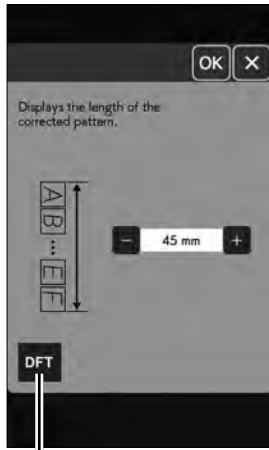 OK ×
Displays the length of the
corrected pattern.
A
B
E
F
− 45 mm +
DFT